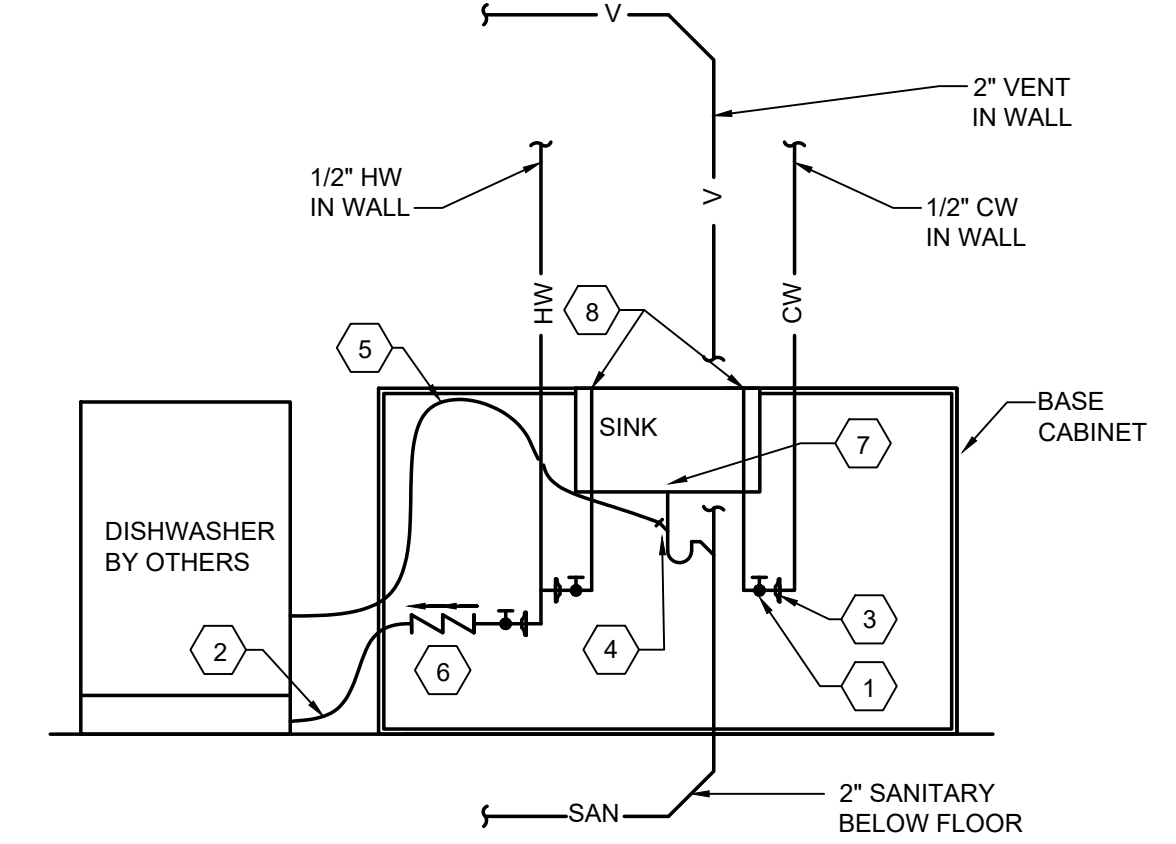 V
2" VENT
IN WALL
1/2" HW
IN WALL
V
1/2" CW
IN WALL
HW
8
CW
5
BASE
CABINET
SINK
7
DISHWASHER
BY OTHERS
3
2
4
6
1
2" SANITARY
BELOW FLOOR
SAN